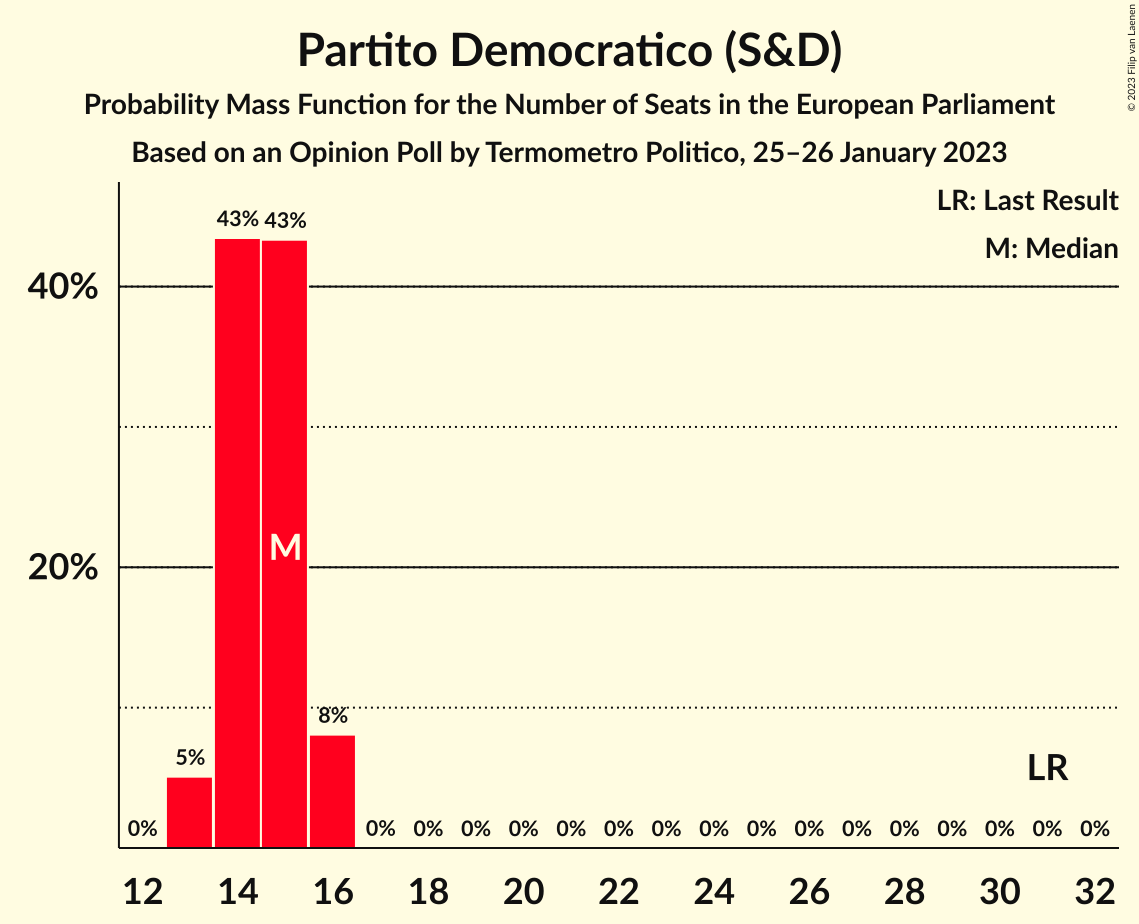 Partito Democratico (S&D)
Probability Mass Function for the Number of Seats in the European Parliament
Based on an Opinion Poll by Termometro Politico, 25–26 January 2023
© 2023 Filip van Laenen
LR: Last Result
M: Median
43% 43%
40%
M
20%
8%
5%
LR
0% 0% 0% 0% 0% 0% 0% 0% 0% 0% 0% 0% 0% 0% 0% 0% 0%
12 14 16 18 20 22 24 26 28 30 32